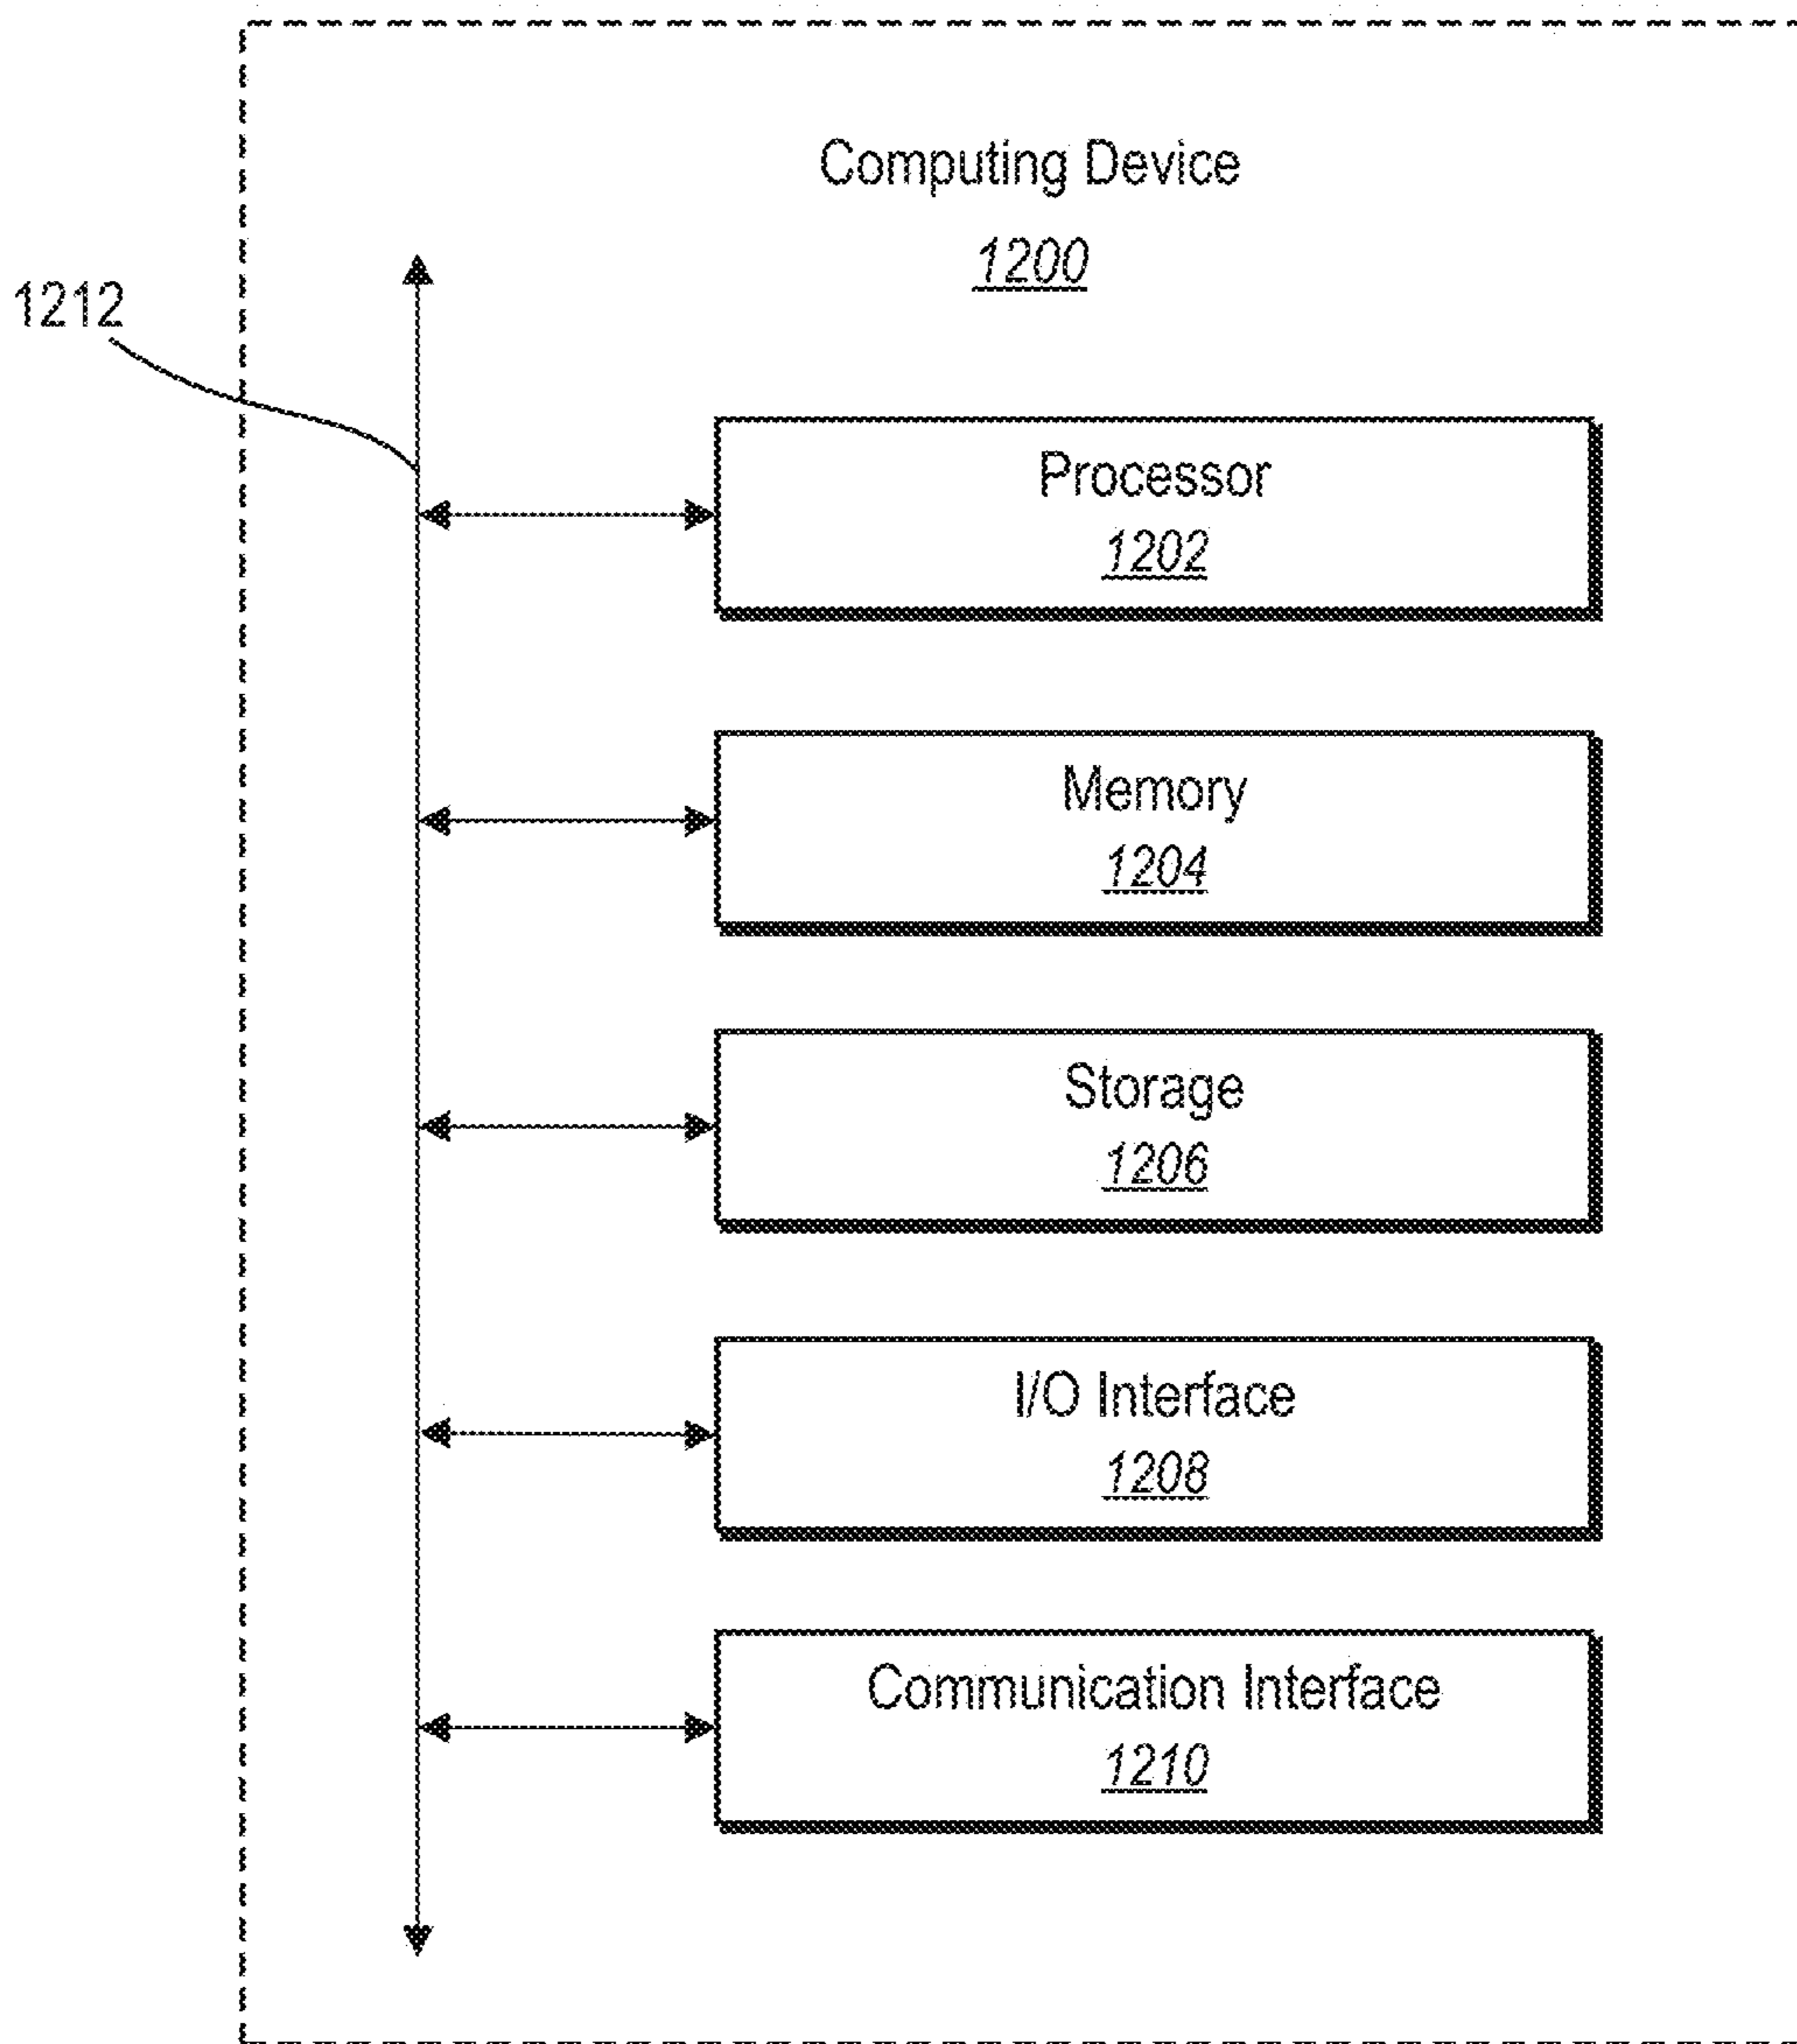 Computing Device
1200
1212
Processor
1202
Memory
1204
Storage
1206
I/O Interface
1208
Communication Interface
1210